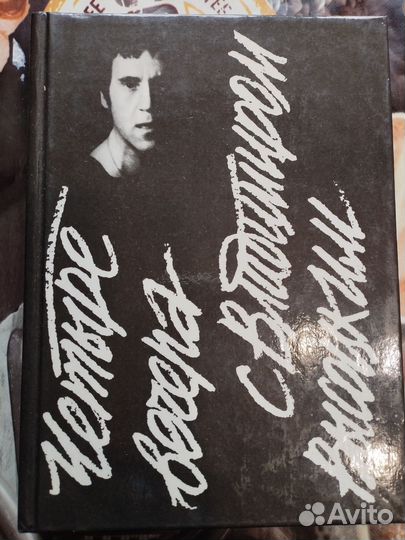 Четыре
вечера
с Владимиром
Высоцким
Avito